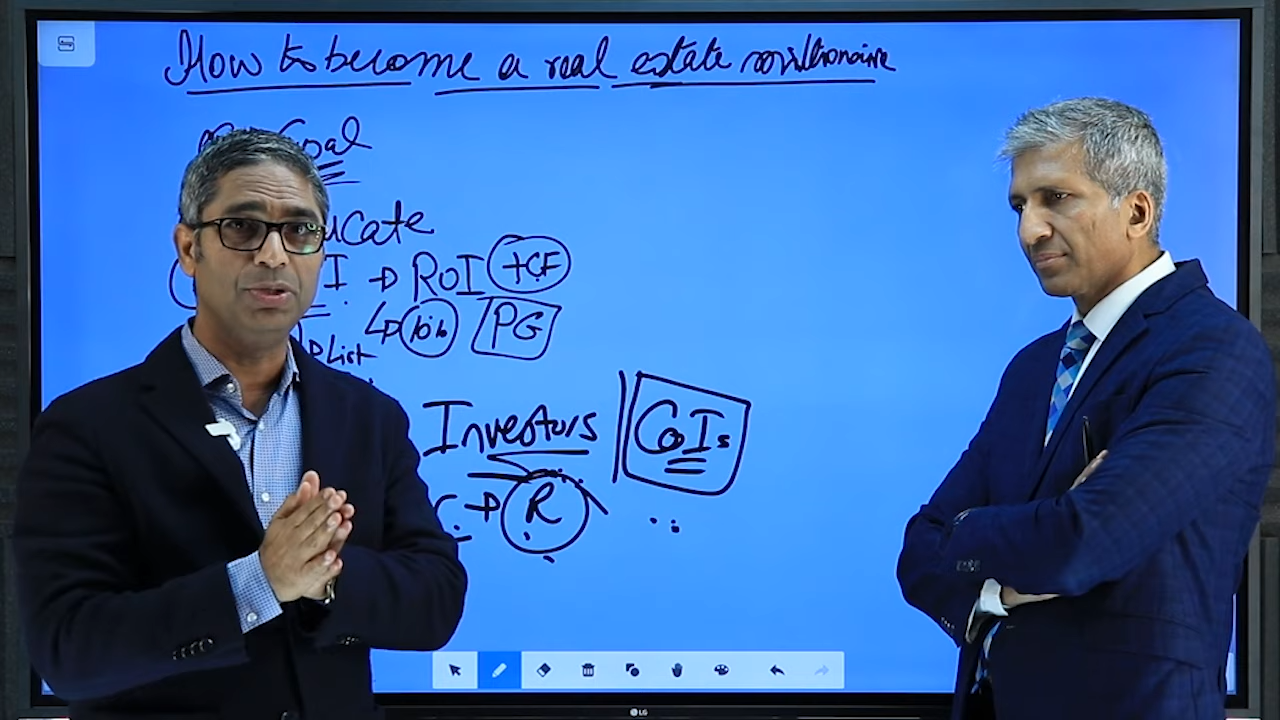 How to become a real estate millionaire
Goal
ucate
I → ROI +CF
↳ 10% PG
List
Investors | CoIs
C → R
LG